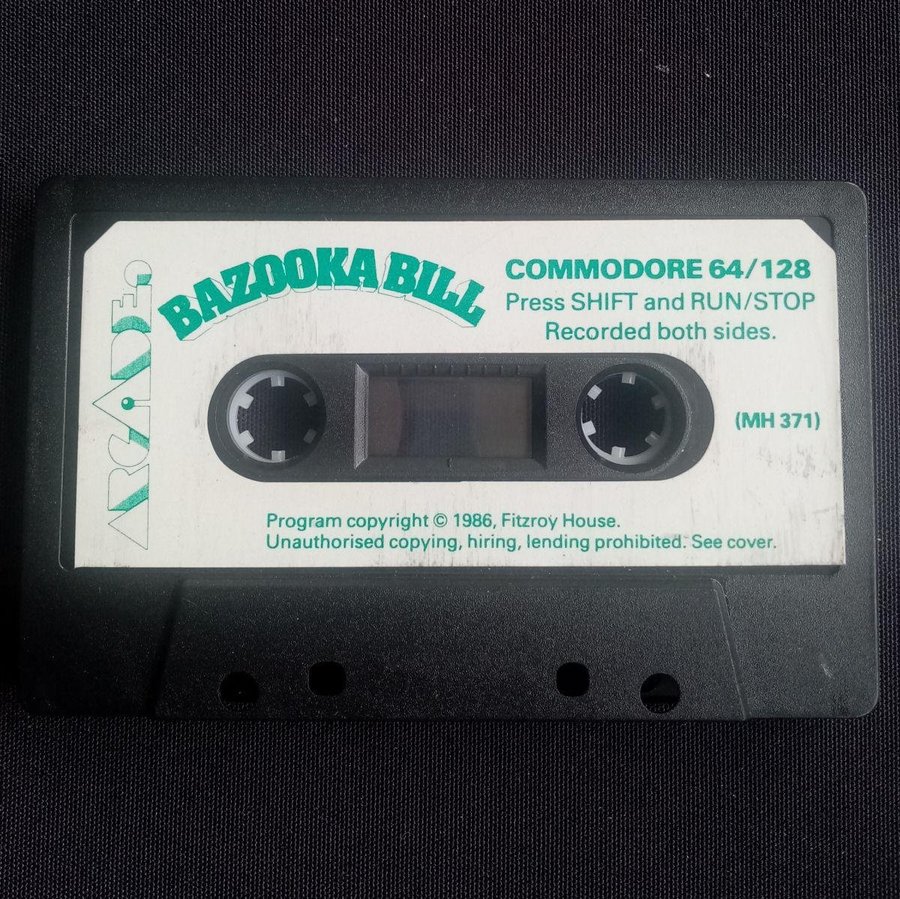 ARCADE
BAZOOKA BILL
COMMODORE 64/128
Press SHIFT and RUN/STOP
Recorded both sides.
(MH 371)
Program copyright © 1986, Fitzroy House.
Unauthorised copying, hiring, lending prohibited. See cover.